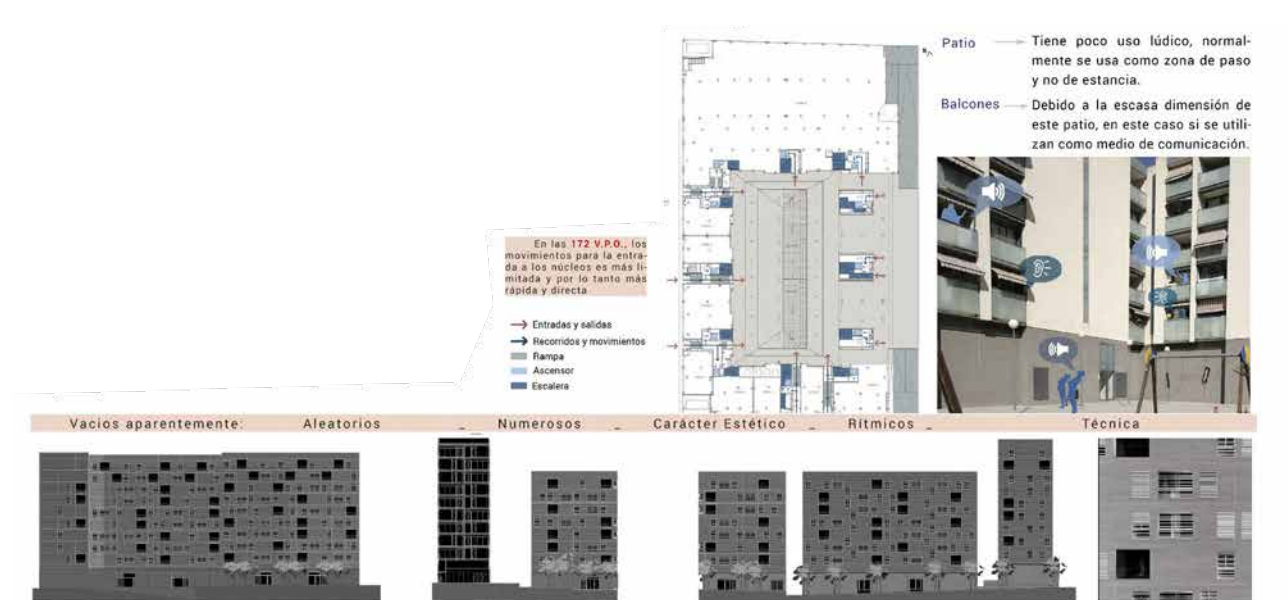 Patio
Tiene poco uso lúdico, normal-
mente se usa como zona de paso
y no de estancia.
Balcones
Debido a la escasa dimensión de
este patio, en este caso si se utili-
zan como medio de comunicación.
En las 172 V.P.O., los
movimientos para la entra-
da a los núcleos es más li-
mitada y por lo tanto más
rápida y directa
Entradas y salidas
Recorridos y movimientos
Rampa
Ascensor
Escalera
Vacios aparentemente: Aleatorios _ Numerosos _ Carácter Estético _ Rítmicos _ Técnica